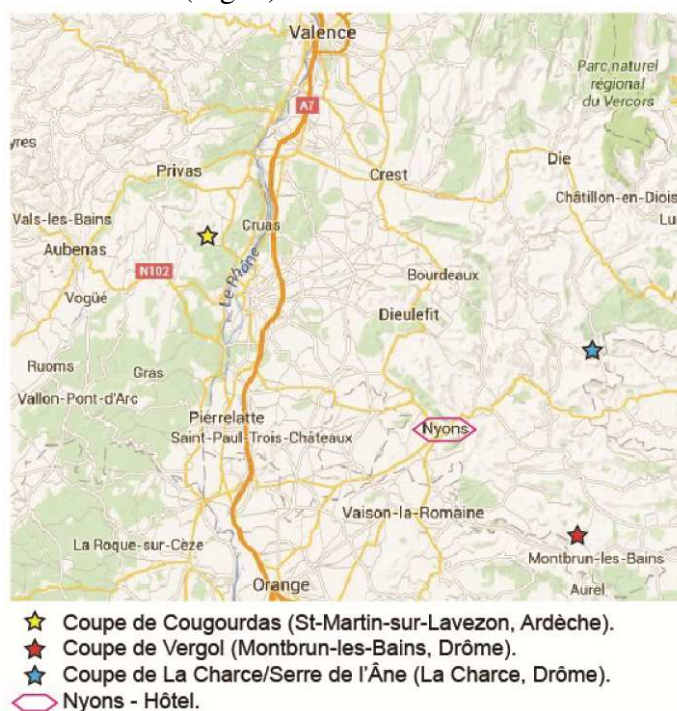 Valence
Parc naturel
régional
du Vercors
A7
yres
Privas
Crest
Die
Châtillon-en-Diois
Lu
Vals-les-Bains
Cruas
Aubenas
N102
Le Rhône
Bourdeaux
Vogüé
Dieulefit
Ruoms
Gras
Vallon-Pont-d'Arc
Pierrelatte
Saint-Paul-Trois-Châteaux
Nyons
Vaison-la-Romaine
La Roque-sur-Cèze
Montbrun-les-Bains
Orange
Aurel
Coupe de Cougourdas (St-Martin-sur-Lavezon, Ardèche).
Coupe de Vergol (Montbrun-les-Bains, Drôme).
Coupe de La Charce/Serre de l'Âne (La Charce, Drôme).
Nyons - Hôtel.